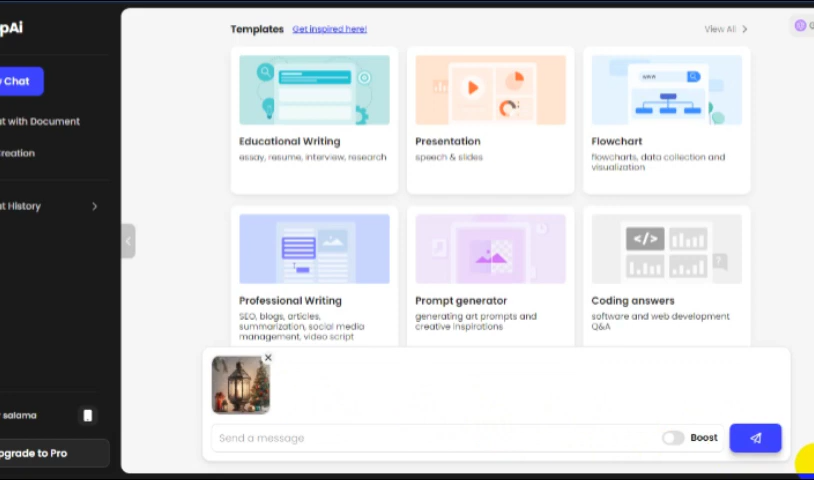 pAi
Chat
at with Document
reation
at History
salama
pgrade to Pro
Templates
Get inspired here!
View All
Educational Writing
essay, resume, interview, research
Presentation
speech & slides
www
Flowchart
flowcharts, data collection and
visualization
Professional Writing
SEO, blogs, articles,
summarization, social media
management, video script
Prompt generator
generating art prompts and
creative inspirations
</>
Coding answers
software and web development
Q&A
Send a message
Boost